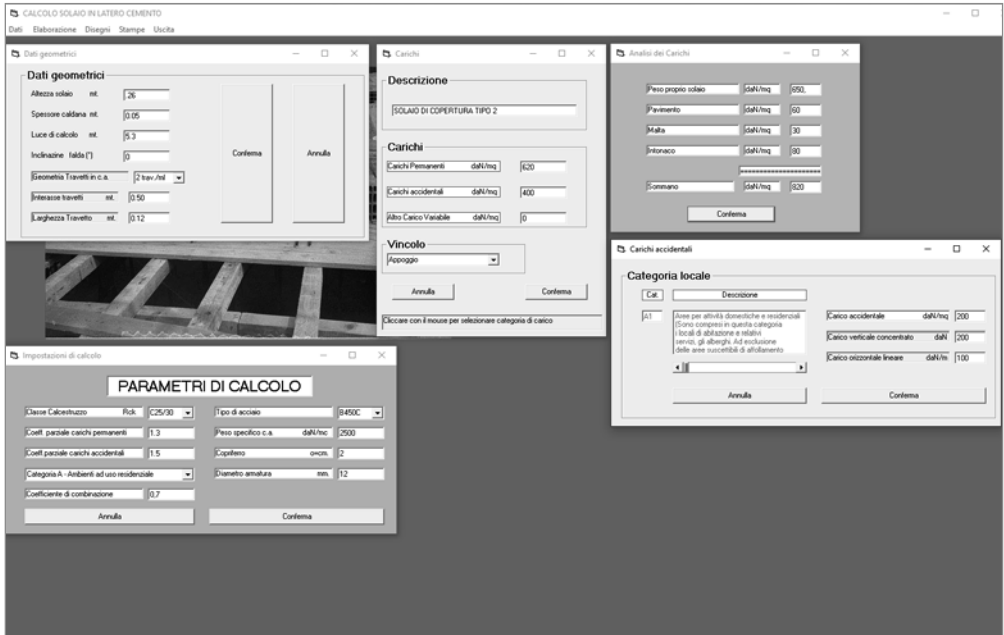 CALCOLO SOLAIO IN LATERO CEMENTO
Dati Elaborazione Disegni Stampe Uscita
Dati geometrici
Dati geometrici
Altezza solaio mt. .26
Spessore caldana mt. 0.05
Luce di calcolo mt. 5.3
Inclinazine falda (°) 0
Geometria Travetti in c.a. 2 trav./ml
Interasse travetti mt. 0.50
Larghezza Travetto mt. 0.12
Conferma
Annulla
Carichi
Descrizione
SOLAIO DI COPERTURA TIPO 2
Carichi
Carichi Permanenti daN/mq 620
Carichi accidentali daN/mq 400
Altro Carico Variabile daN/mq 0
Vincolo
Appoggio
Annulla Conferma
Cliccare con il mouse per selezionare categoria di carico
Analisi dei Carichi
Peso proprio solaio daN/mq 650,
Pavimento daN/mq 60
Malta daN/mq 30
Intonaco daN/mq 80
====================
Sommano daN/mq 820
Conferma
Carichi accidentali
Categoria locale
Cat. Descrizione
A1
Aree per attività domestiche e residenziali
(Sono compresi in questa categoria
i locali di abitazione e relativi
servizi, gli alberghi. Ad esclusione
delle aree suscettibili di affollamento
Carico accidentale daN/mq 200
Carico verticale concentrato daN 200
Carico orizzontale lineare daN/m 100
Annulla Conferma
Impostazioni di calcolo
PARAMETRI DI CALCOLO
Classe Calcestruzzo Rck C25/30
Coeff. parziale carichi permanenti 1.3
Coeff.parziale carichi accidentali 1.5
Categoria A - Ambienti ad uso residenziale
Coefficiente di combinazione 0,7
Tipo di acciaio B450C
Peso specifico c.a. daN/mc 2500
Copriferro o=cm. 2
Diametro armatura mm. 12
Annulla Conferma